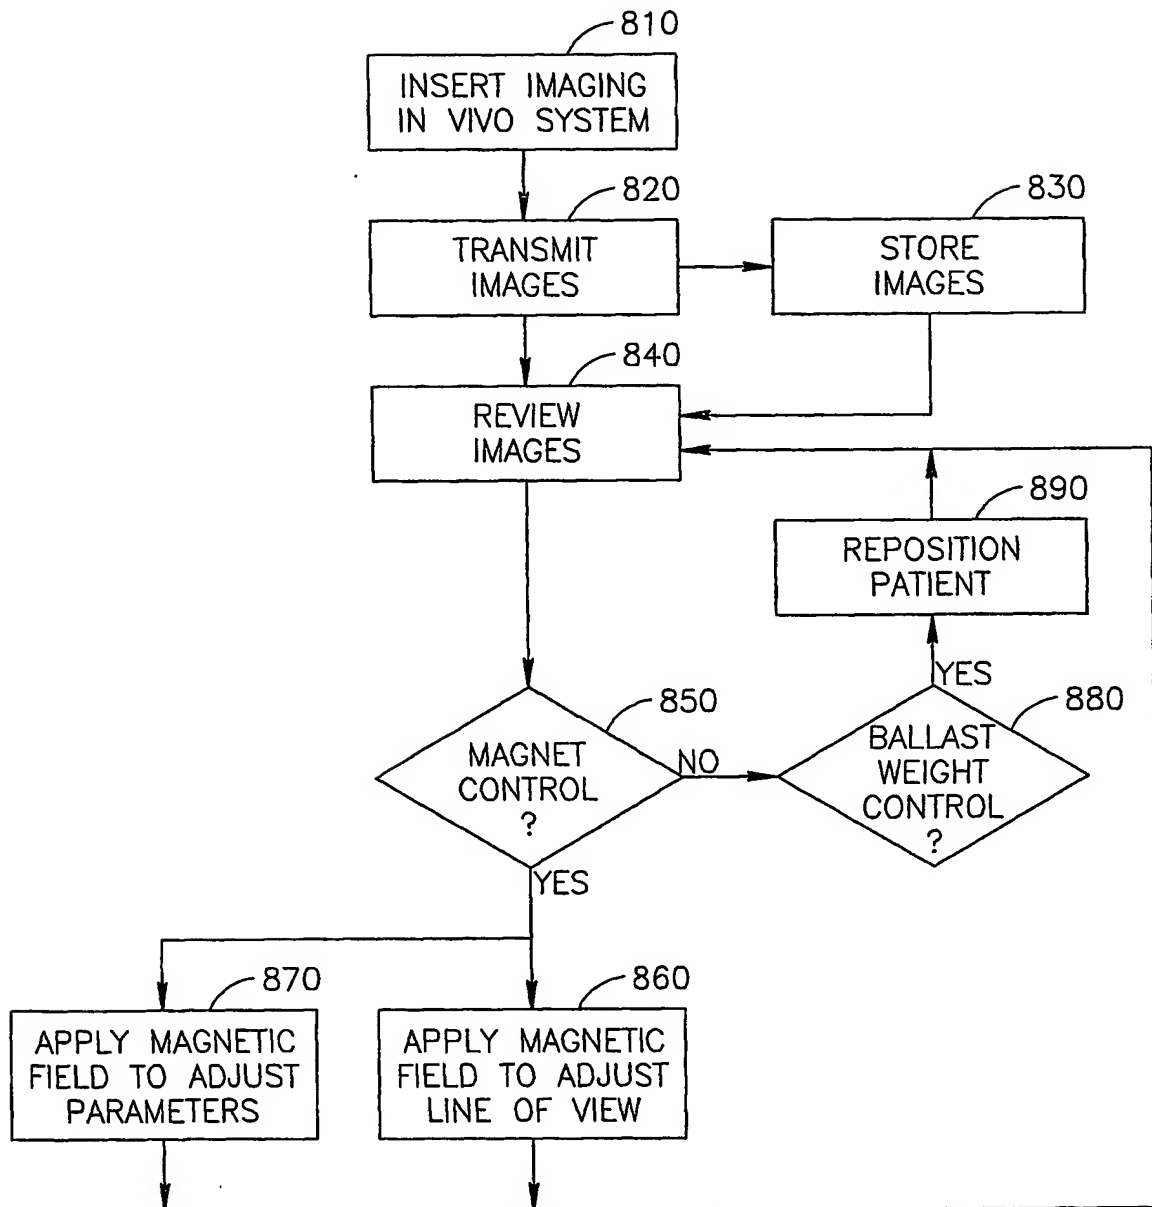 810
INSERT IMAGING
IN VIVO SYSTEM
820
TRANSMIT
IMAGES
830
STORE
IMAGES
840
REVIEW
IMAGES
890
REPOSITION
PATIENT
YES
850
MAGNET
CONTROL
?
NO
880
BALLAST
WEIGHT
CONTROL
?
YES
870
APPLY MAGNETIC
FIELD TO ADJUST
PARAMETERS
860
APPLY MAGNETIC
FIELD TO ADJUST
LINE OF VIEW